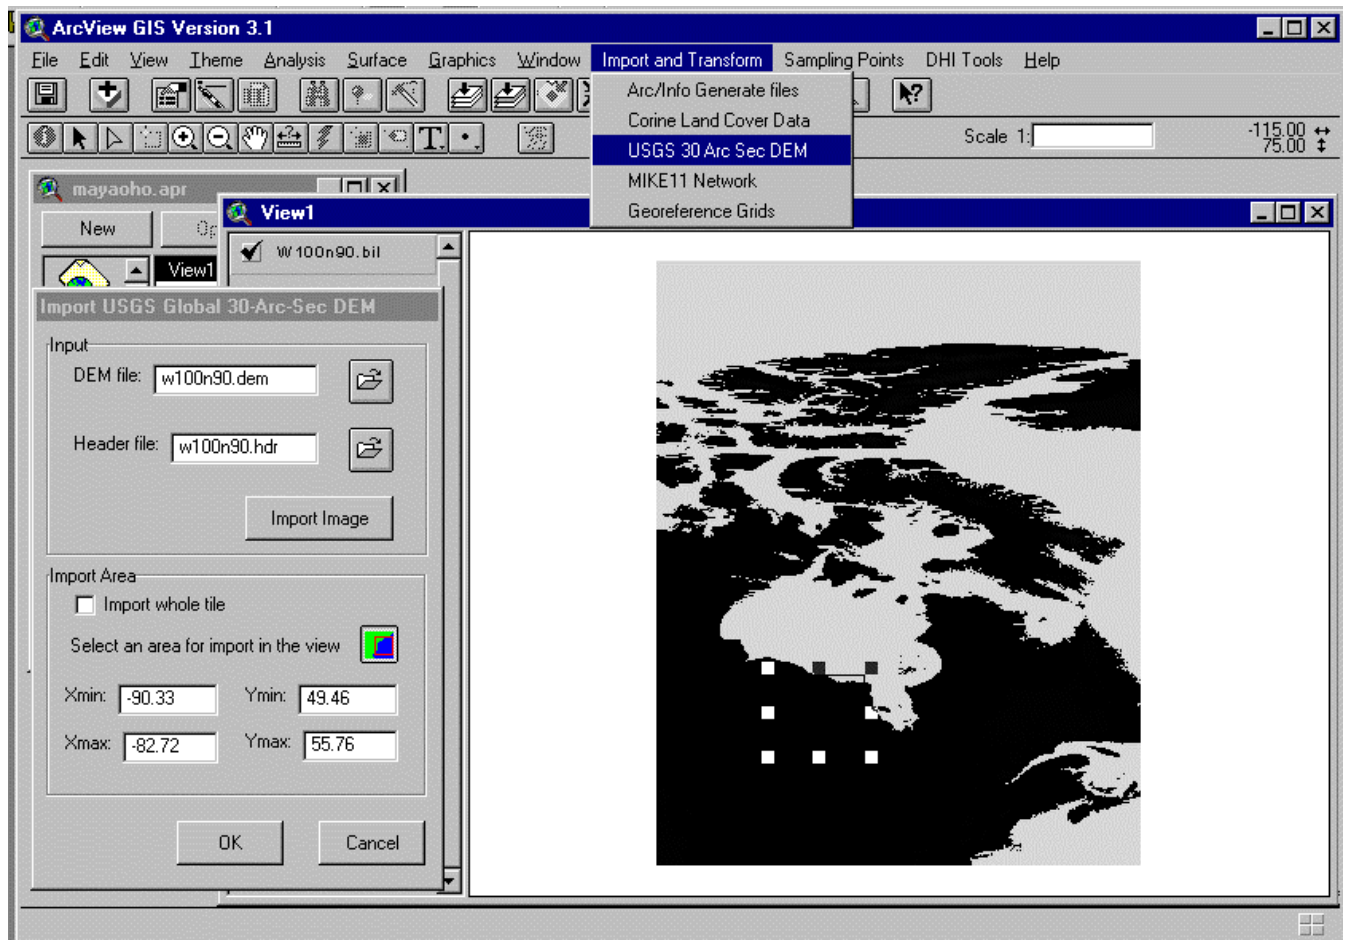 ArcView GIS Version 3.1
File Edit View Theme Analysis Surface Graphics Window Import and Transform Sampling Points DHI Tools Help
Arc/Info Generate files
Corine Land Cover Data
USGS 30 Arc Sec DEM
MIKE11 Network
Georeference Grids
T
Scale 1:
-115.00
75.00
mayaoho.apr
New
View1
View1
W100n90.bil
Import USGS Global 30-Arc-Sec DEM
Input
DEM file: w100n90.dem
Header file: w100n90.hdr
Import Image
Import Area
Import whole tile
Select an area for import in the view
Xmin: -90.33 Ymin: 49.46
Xmax: -82.72 Ymax: 55.76
OK Cancel